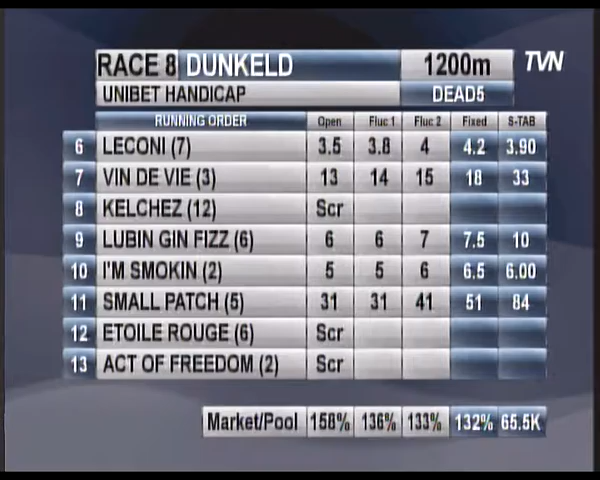 RACE 8 DUNKELD 1200m TVN
UNIBET HANDICAP DEAD5
RUNNING ORDER Open Fluc 1 Fluc 2 Fixed S-TAB
6 LECONI (7) 3.5 3.8 4 4.2 3.90
7 VIN DE VIE (3) 13 14 15 18 33
8 KELCHEZ (12) Scr
9 LUBIN GIN FIZZ (6) 6 6 7 7.5 10
10 I'M SMOKIN (2) 5 5 6 6.5 6.00
11 SMALL PATCH (5) 31 31 41 51 84
12 ETOILE ROUGE (6) Scr
13 ACT OF FREEDOM (2) Scr
Market/Pool 158% 136% 133% 132% 65.5K